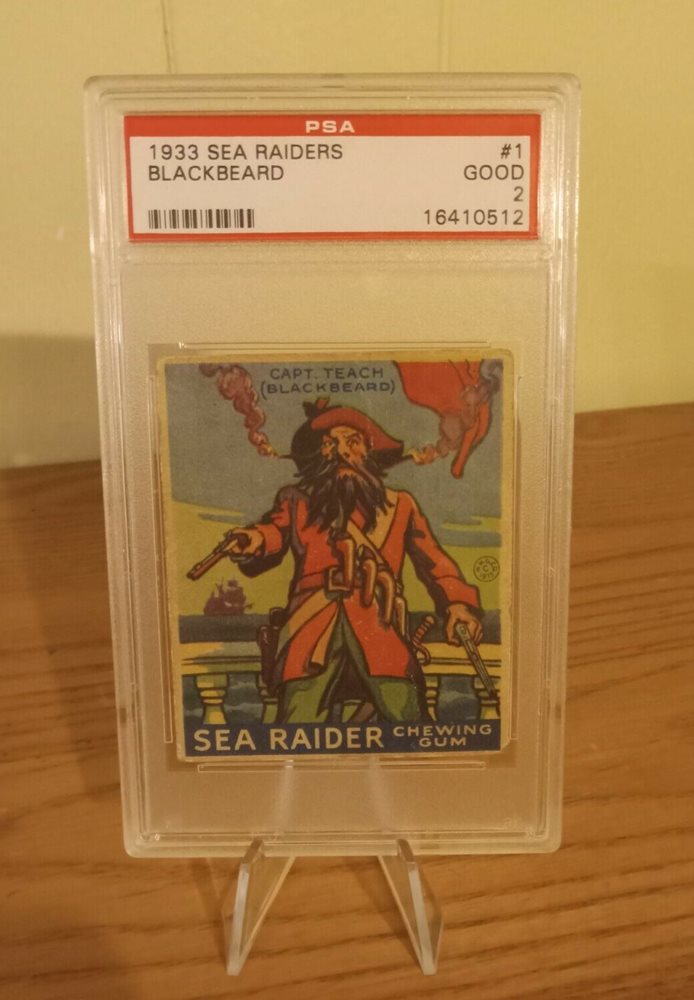 PSA
1933 SEA RAIDERS #1
BLACKBEARD GOOD
2
16410512
CAPT. TEACH
(BLACKBEARD)
SEA RAIDER CHEWING
GUM